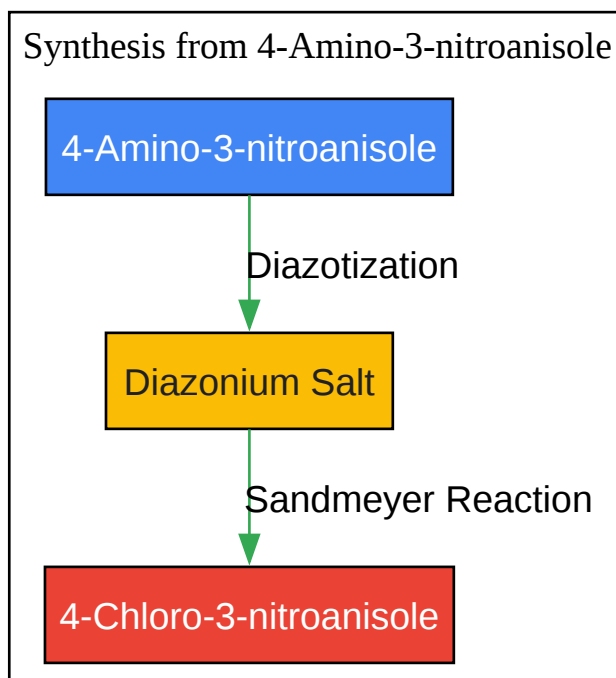 Synthesis from 4-Amino-3-nitroanisole
4-Amino-3-nitroanisole
Diazotization
Diazonium Salt
Sandmeyer Reaction
4-Chloro-3-nitroanisole